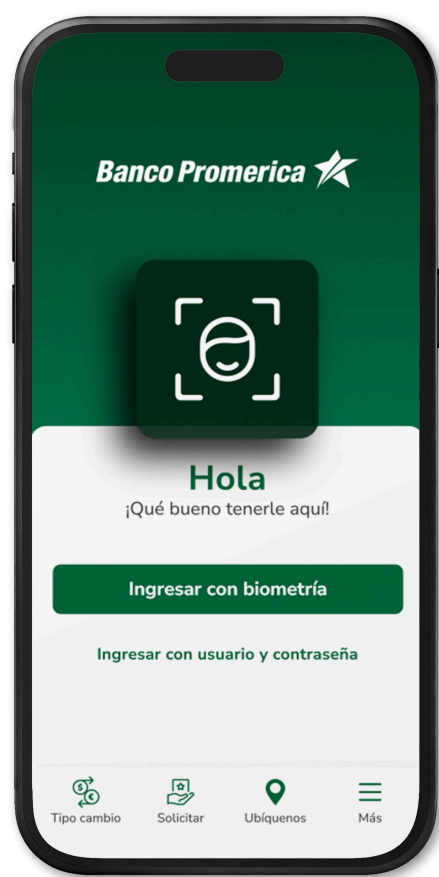 Banco Promerica
Hola
¡Qué bueno tenerle aquí!
Ingresar con biometría
Ingresar con usuario y contraseña
$
€
Tipo cambio
Solicitar
Ubíquenos
Más